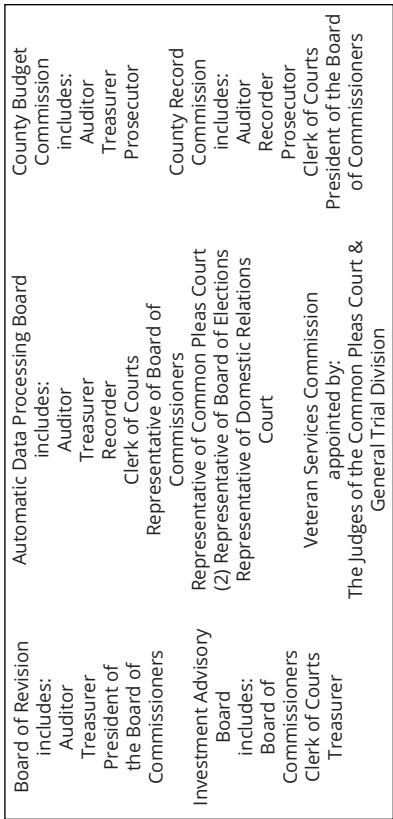 Board of Revision
includes:
Auditor
Treasurer
President of
the Board of
Commissioners
Investment Advisory
Board
includes:
Board of
Commissioners
Clerk of Courts
Treasurer
Automatic Data Processing Board
includes:
Auditor
Treasurer
Recorder
Clerk of Courts
Representative of Board of
Commissioners
Representative of Common Pleas Court
(2) Representative of Board of Elections
Representative of Domestic Relations
Court
Veteran Services Commission
appointed by:
The Judges of the Common Pleas Court &
General Trial Division
County Budget
Commission
includes:
Auditor
Treasurer
Prosecutor
County Record
Commission
includes:
Auditor
Recorder
Prosecutor
Clerk of Courts
President of the Board
of Commissioners